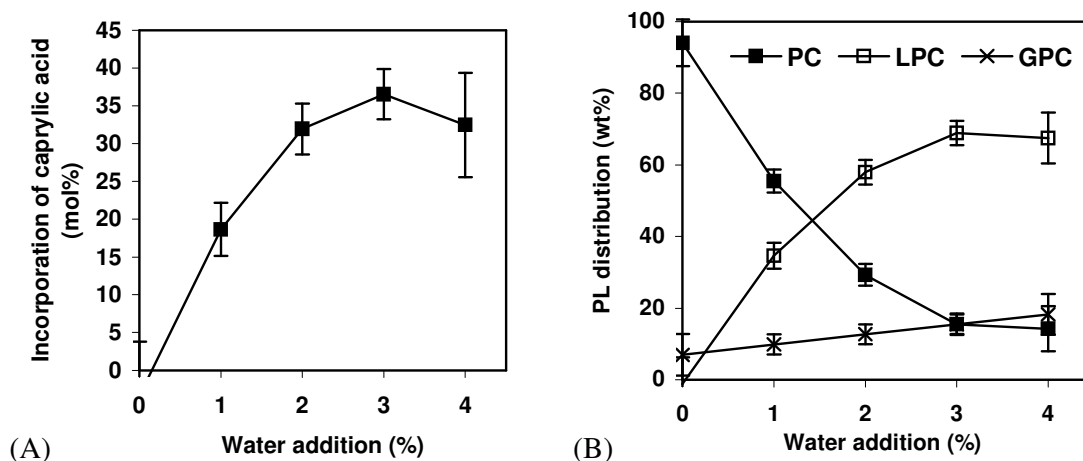 Incorporation of caprylic acid
(mol%)
45
40
35
30
25
20
15
10
5
0
0 1 2 3 4
Water addition (%)
(A)
PL distribution (wt%)
100
80
60
40
20
0
PC LPC GPC
0 1 2 3 4
Water addition (%)
(B)